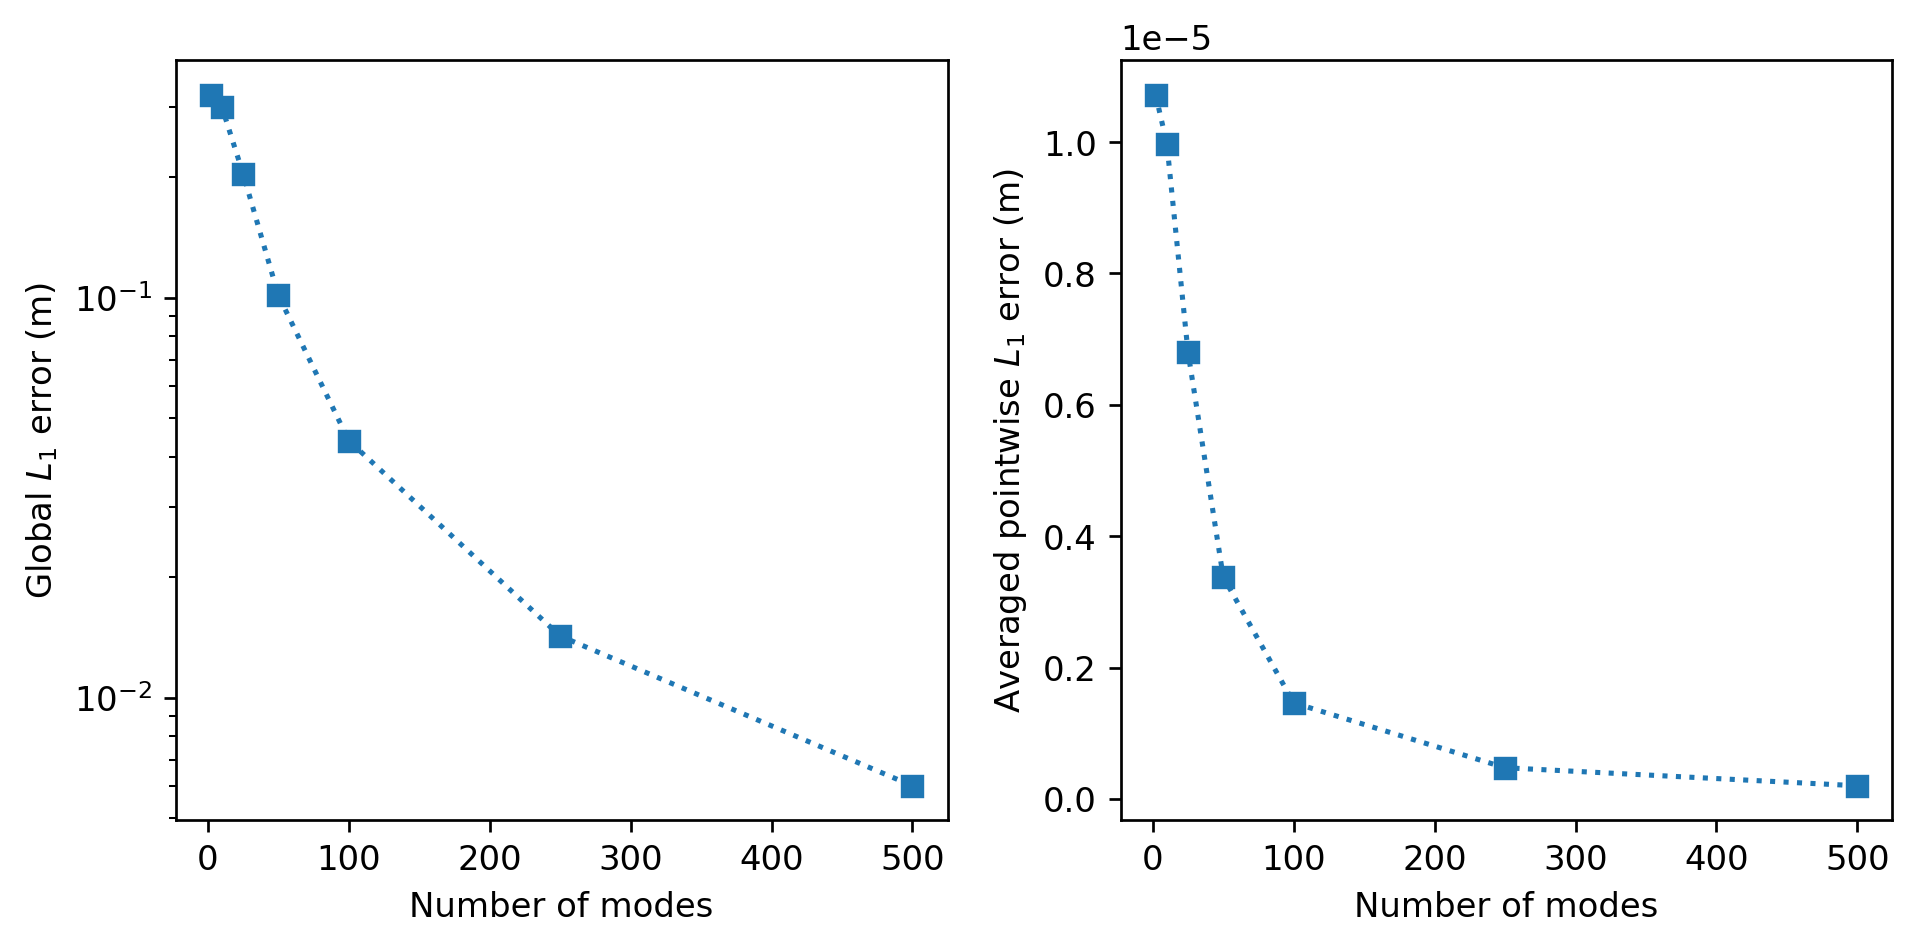 Global L₁ error (m)
10⁻¹
10⁻²
0 100 200 300 400 500
Number of modes
1e−5
Averaged pointwise L₁ error (m)
1.0
0.8
0.6
0.4
0.2
0.0
0 100 200 300 400 500
Number of modes